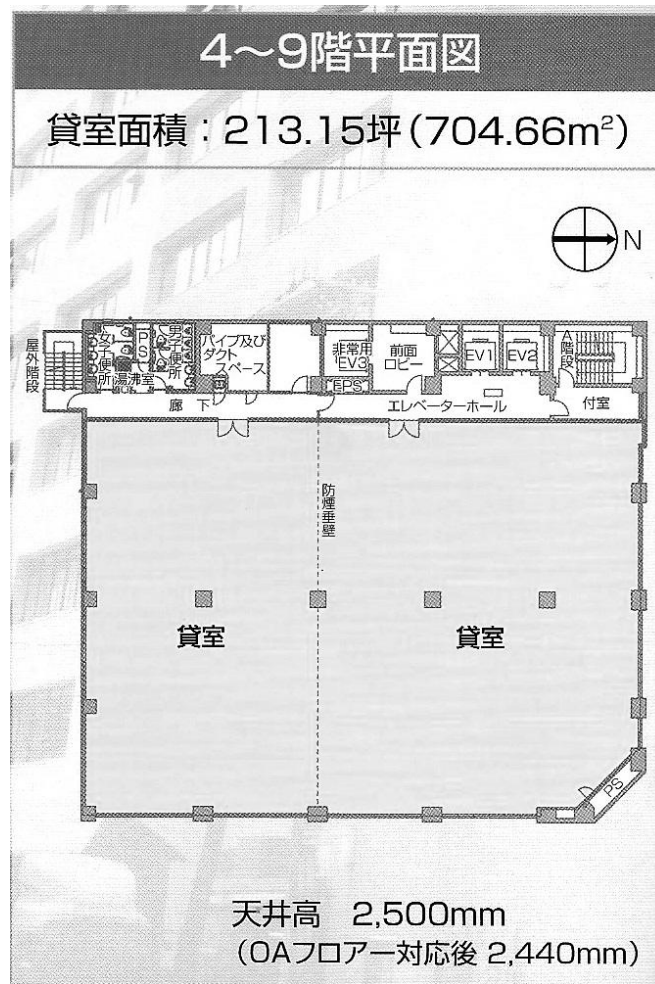 4〜9階平面図
貸室面積：213.15坪（704.66m²）
N
屋外階段
女子便所
PS
男子便所
湯沸室
パイプ及び
ダクト
スペース
非常用
EV3
EPS
前面
ロビー
EV1
EV2
A階段
廊下
エレベーターホール
付室
防煙垂壁
貸室
貸室
PS
天井高 2,500mm
（OAフロアー対応後 2,440mm）